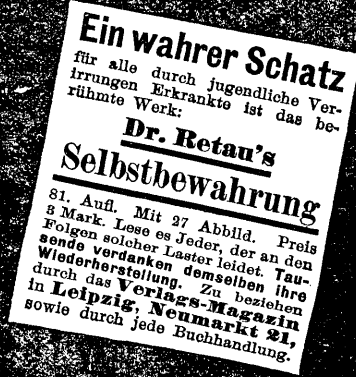 Ein wahrer Schatz
für alle durch jugendliche Ver-
irrungen Erkrankte ist das be-
rühmte Werk:
Dr. Retau's
Selbstbewahrung
81. Aufl. Mit 27 Abbild. Preis
3 Mark. Lese es Jeder, der an den
Folgen solcher Laster leidet. Tau-
sende verdanken demselben ihre
Wiederherstellung. Zu beziehen
durch das Verlags-Magazin
in Leipzig, Neumarkt 21,
sowie durch jede Buchhandlung.